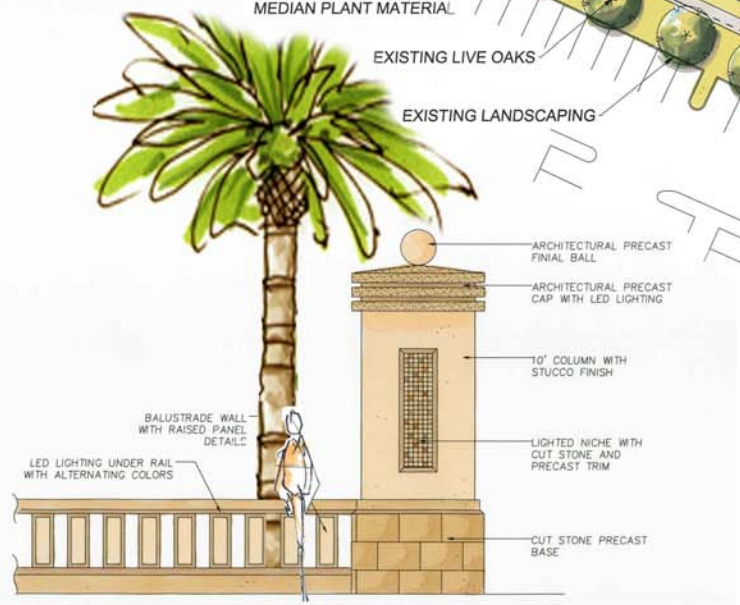 MEDIAN PLANT MATERIAL
EXISTING LIVE OAKS
EXISTING LANDSCAPING
ARCHITECTURAL PRECAST
FINIAL BALL
ARCHITECTURAL PRECAST
CAP WITH LED LIGHTING
10' COLUMN WITH
STUCCO FINISH
BALUSTRADE WALL
WITH RAISED PANEL
DETAILS
LED LIGHTING UNDER RAIL
WITH ALTERNATING COLORS
LIGHTED NICHE WITH
CUT STONE AND
PRECAST TRIM
CUT STONE PRECAST
BASE